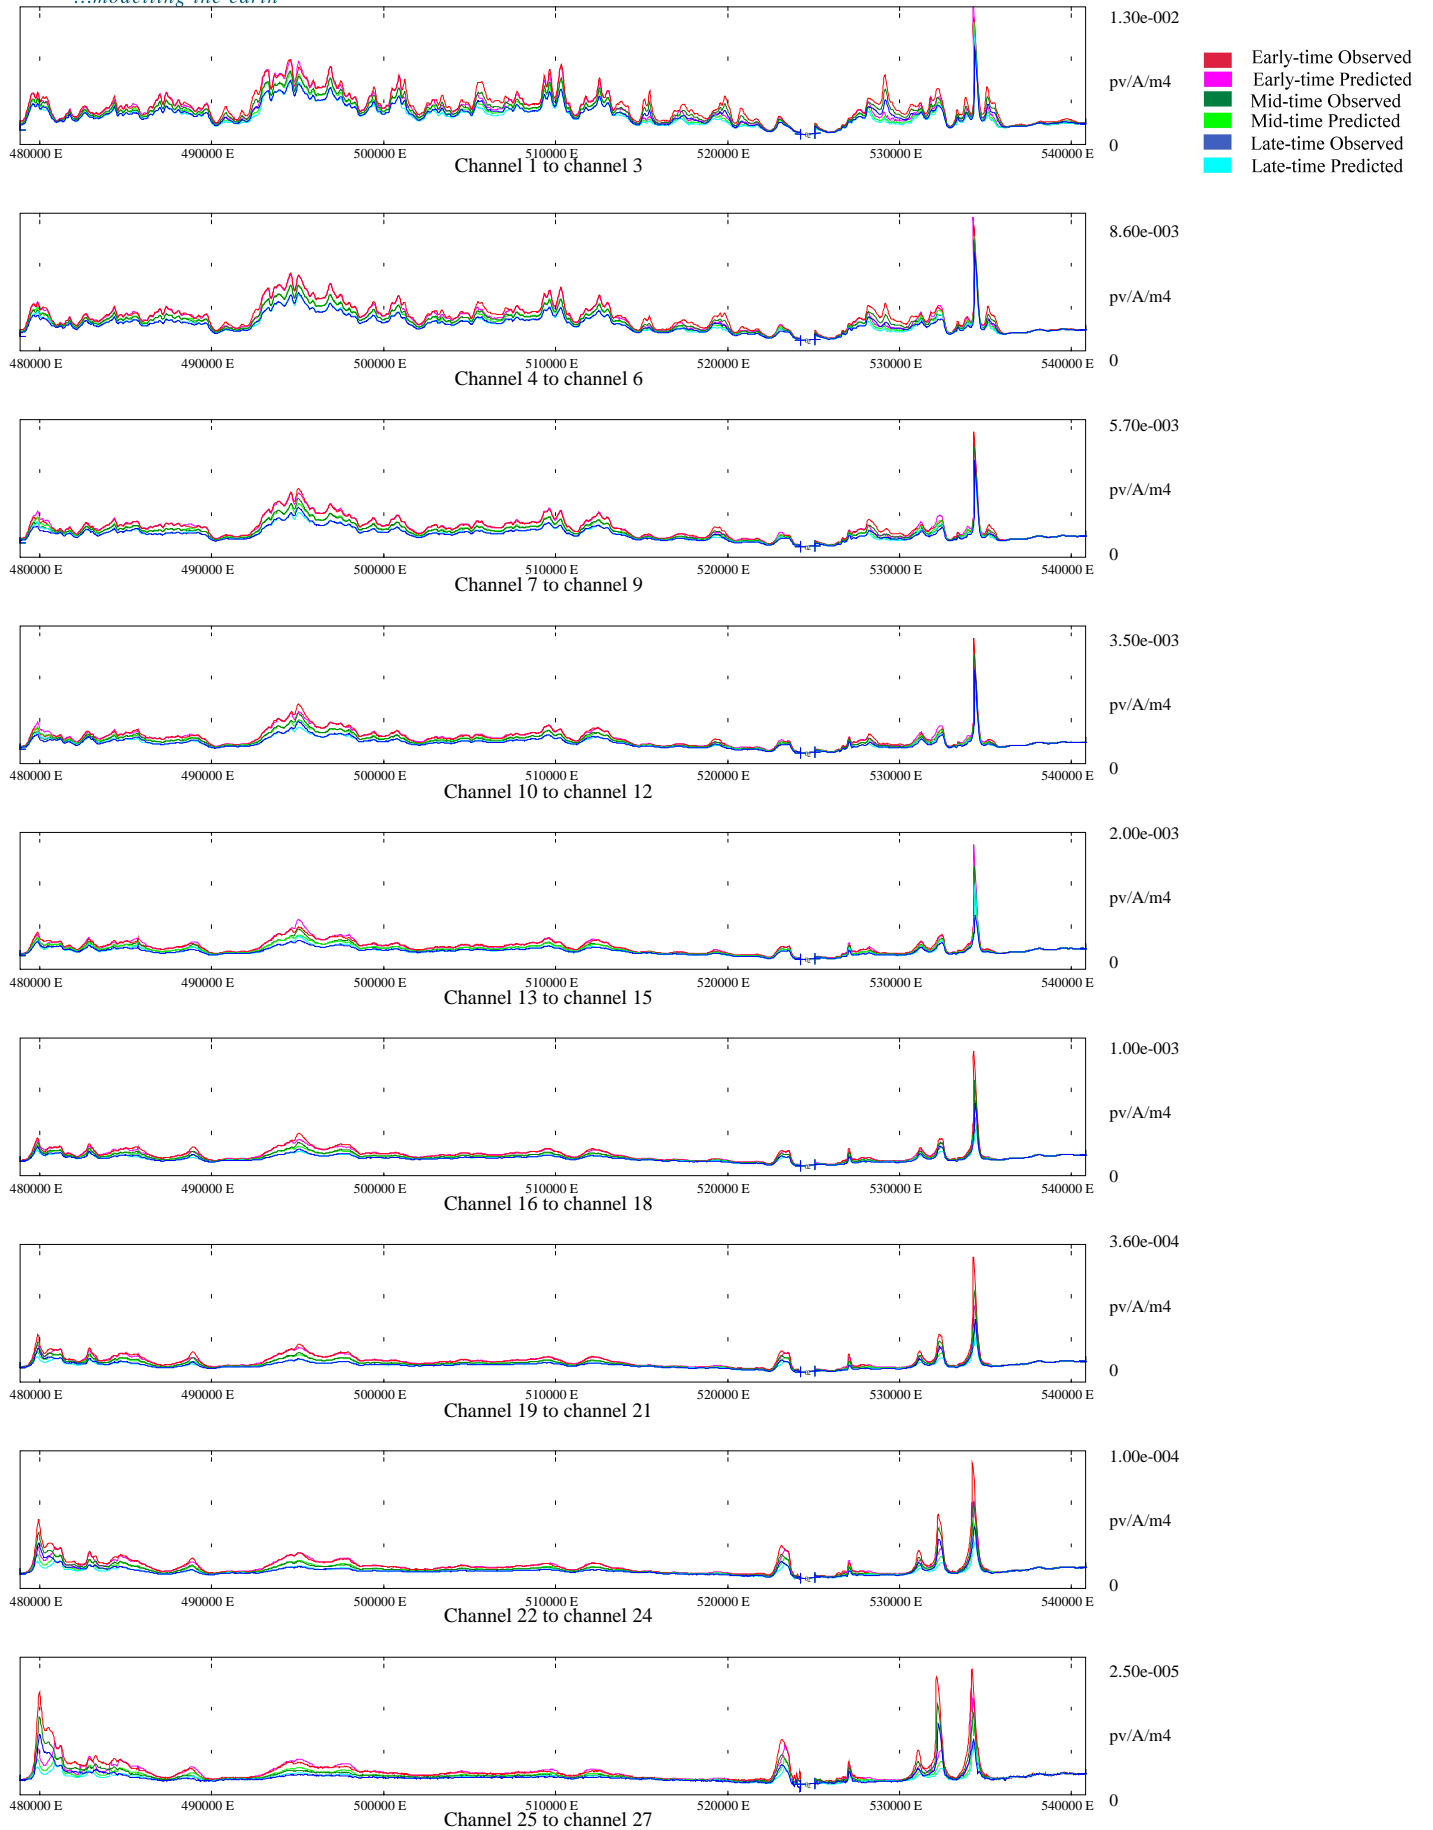 ...modelling the earth
1.30e-002
pv/A/m4
0
Early-time Observed
Early-time Predicted
Mid-time Observed
Mid-time Predicted
Late-time Observed
Late-time Predicted
480000 E 490000 E 500000 E 510000 E 520000 E 530000 E 540000 E
Channel 1 to channel 3
8.60e-003
pv/A/m4
0
480000 E 490000 E 500000 E 510000 E 520000 E 530000 E 540000 E
Channel 4 to channel 6
5.70e-003
pv/A/m4
0
480000 E 490000 E 500000 E 510000 E 520000 E 530000 E 540000 E
Channel 7 to channel 9
3.50e-003
pv/A/m4
0
480000 E 490000 E 500000 E 510000 E 520000 E 530000 E 540000 E
Channel 10 to channel 12
2.00e-003
pv/A/m4
0
480000 E 490000 E 500000 E 510000 E 520000 E 530000 E 540000 E
Channel 13 to channel 15
1.00e-003
pv/A/m4
0
480000 E 490000 E 500000 E 510000 E 520000 E 530000 E 540000 E
Channel 16 to channel 18
3.60e-004
pv/A/m4
0
480000 E 490000 E 500000 E 510000 E 520000 E 530000 E 540000 E
Channel 19 to channel 21
1.00e-004
pv/A/m4
0
480000 E 490000 E 500000 E 510000 E 520000 E 530000 E 540000 E
Channel 22 to channel 24
2.50e-005
pv/A/m4
0
480000 E 490000 E 500000 E 510000 E 520000 E 530000 E 540000 E
Channel 25 to channel 27